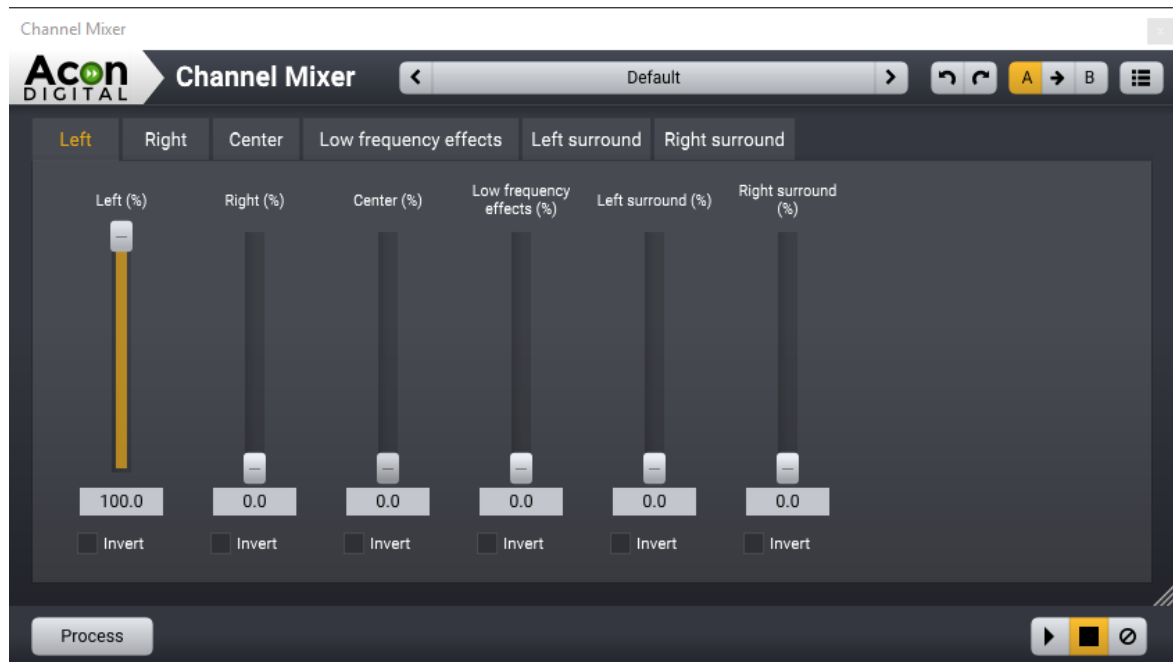 Channel Mixer
Acon DIGITAL
Channel Mixer
Default
A
B
Left
Right
Center
Low frequency effects
Left surround
Right surround
Left (%)
Right (%)
Center (%)
Low frequency
effects (%)
Left surround (%)
Right surround
(%)
100.0
0.0
0.0
0.0
0.0
0.0
Invert
Invert
Invert
Invert
Invert
Invert
Process